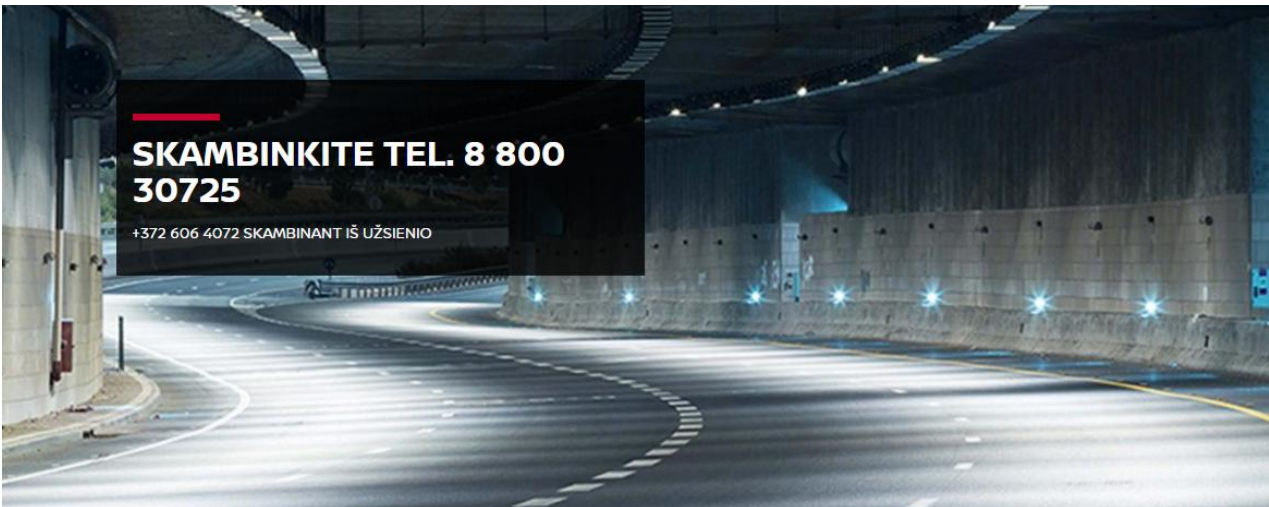 SKAMBINKITE TEL. 8 800
30725
+372 606 4072 SKAMBINANT IŠ UŽSIENIO